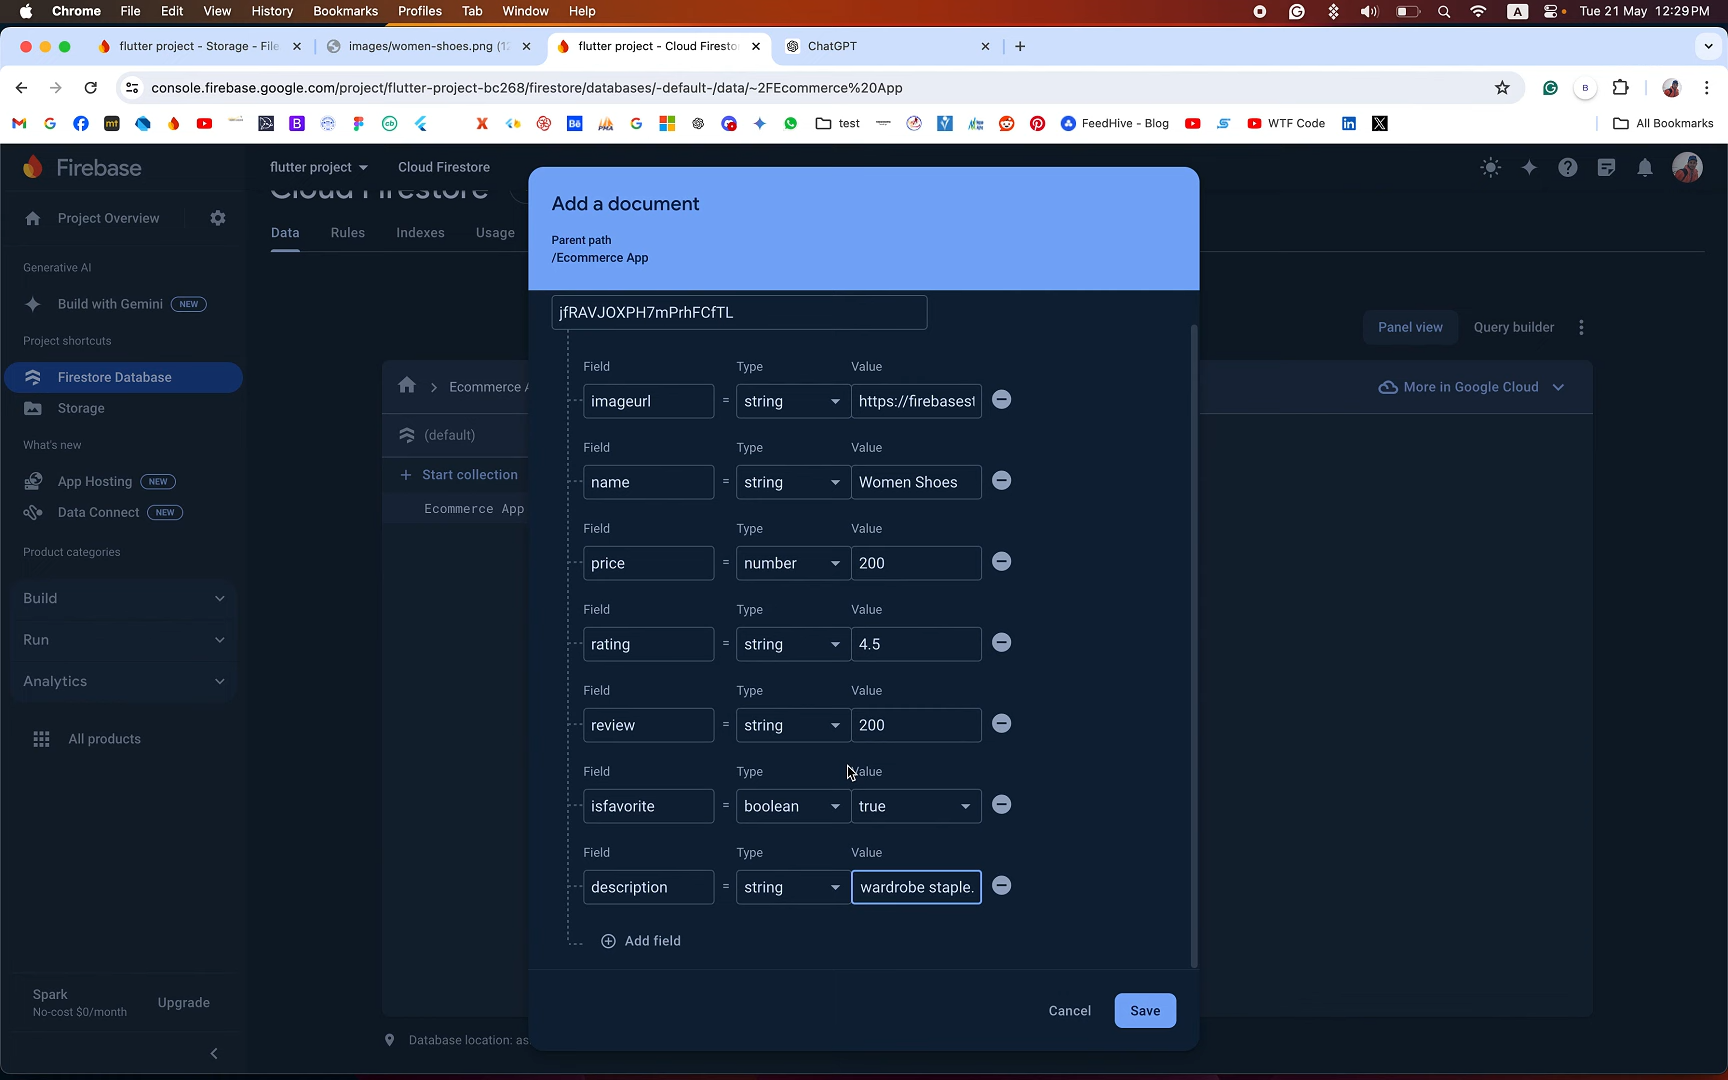 Chrome File Edit View History Bookmarks Profiles Tab Window Help A Tue 21 May 12:29 PM
flutter project - Storage - File images/women-shoes.png flutter project - Cloud Firesto ChatGPT
console.firebase.google.com/project/flutter-project-bc268/firestore/databases/-default-/data/~2FEcommerce%20App B
test FeedHive - Blog WTF Code All Bookmarks
Firebase
flutter project Cloud Firestore
Cloud Firestore
Project Overview
Data Rules Indexes Usage
Generative AI
Build with Gemini NEW
Project shortcuts
Firestore Database
Storage
What's new
App Hosting NEW
Data Connect NEW
Product categories
Build
Run
Analytics
All products
Spark
No-cost $0/month
Upgrade
Panel view Query builder
Ecommerce A
More in Google Cloud
(default)
Start collection
Ecommerce App
Database location: as
Add a document
Parent path
/Ecommerce App
jfRAVJOXPH7mPrhFCfTL
Field Type Value
imageurl = string https://firebasest
Field Type Value
name = string Women Shoes
Field Type Value
price = number 200
Field Type Value
rating = string 4.5
Field Type Value
review = string 200
Field Type Value
isfavorite = boolean true
Field Type Value
description = string wardrobe staple.
Add field
Cancel Save